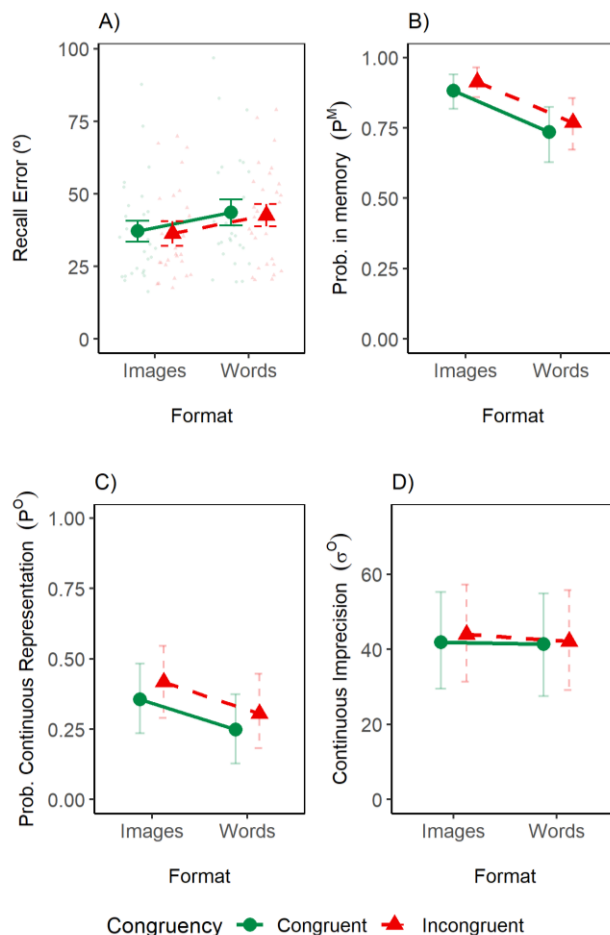 A)
100
75
50
25
0
Recall Error (º)
Images Words
Format
B)
1.00
0.75
0.50
0.25
0.00
Prob. in memory (P^M)
Images Words
Format
C)
1.00
0.75
0.50
0.25
0.00
Prob. Continuous Representation (P^O)
Images Words
Format
D)
60
40
20
0
Continuous Imprecision (σ^O)
Images Words
Format
Congruency Congruent Incongruent